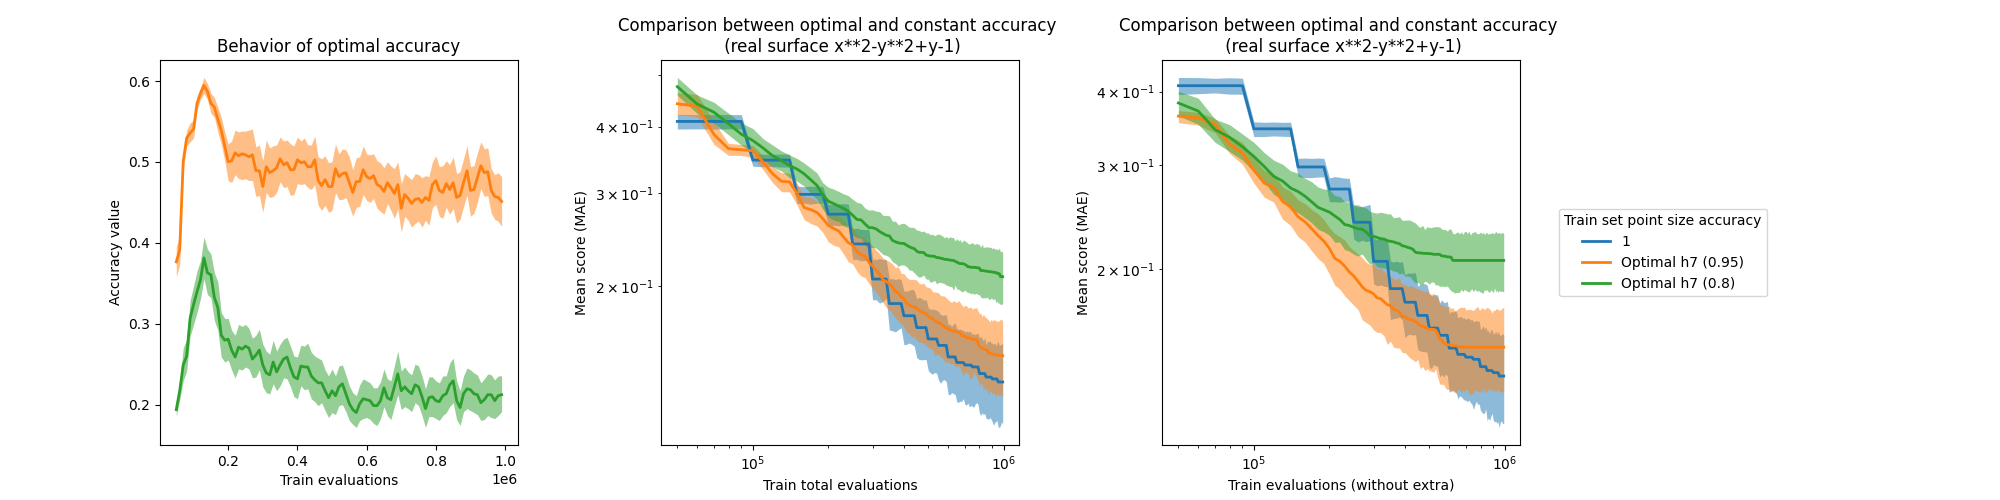 Behavior of optimal accuracy
Accuracy value
0.6
0.5
0.4
0.3
0.2
0.2 0.4 0.6 0.8 1.0
1e6
Train evaluations
Comparison between optimal and constant accuracy
(real surface x**2-y**2+y-1)
Mean score (MAE)
4 × 10⁻¹
3 × 10⁻¹
2 × 10⁻¹
10⁵ 10⁶
Train total evaluations
Comparison between optimal and constant accuracy
(real surface x**2-y**2+y-1)
Mean score (MAE)
4 × 10⁻¹
3 × 10⁻¹
2 × 10⁻¹
10⁵ 10⁶
Train evaluations (without extra)
Train set point size accuracy
1
Optimal h7 (0.95)
Optimal h7 (0.8)